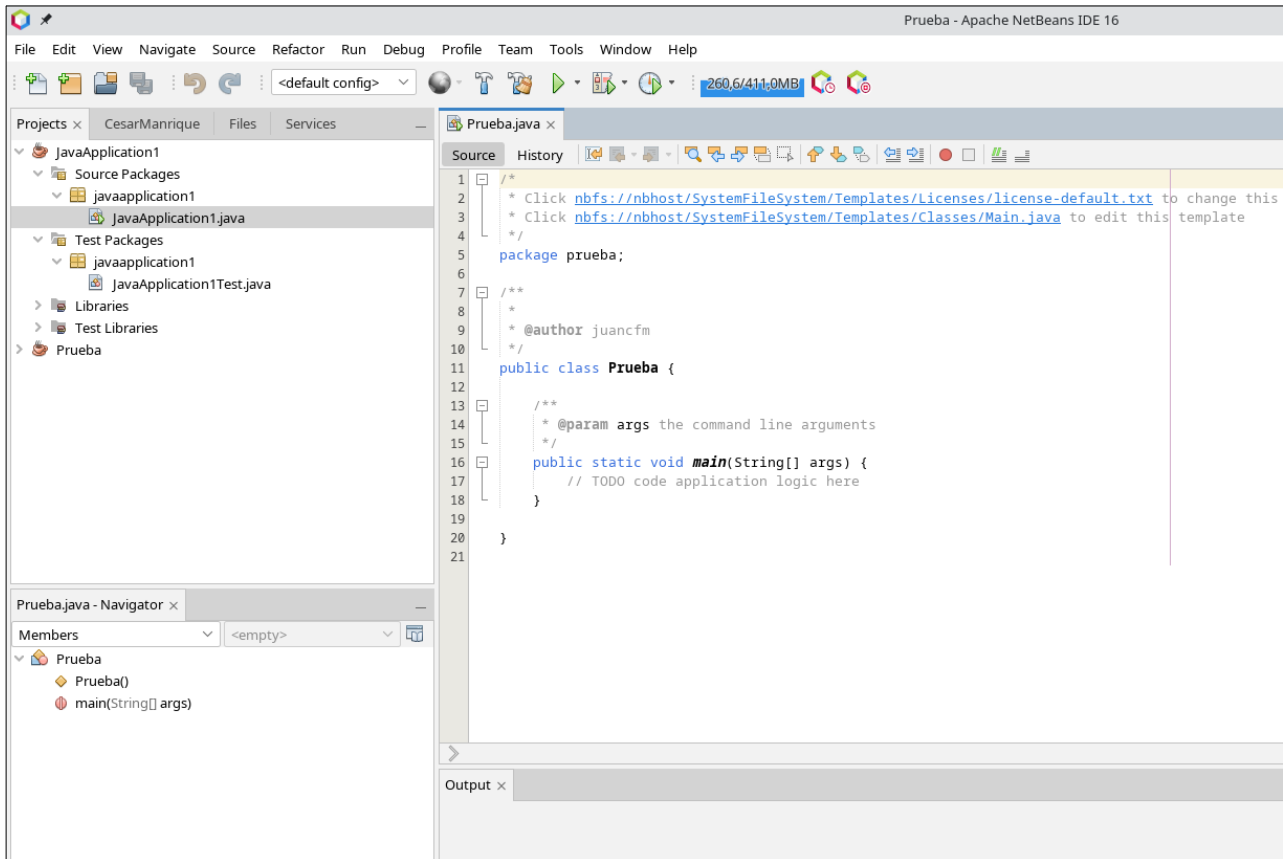 Prueba - Apache NetBeans IDE 16
File Edit View Navigate Source Refactor Run Debug Profile Team Tools Window Help
<default config>
260,6/411,0MB
Projects CesarManrique Files Services
JavaApplication1
Source Packages
javaapplication1
JavaApplication1.java
Test Packages
javaapplication1
JavaApplication1Test.java
Libraries
Test Libraries
Prueba
Prueba.java - Navigator
Members <empty>
Prueba
Prueba()
main(String[] args)
Prueba.java
Source History
1 /*
2 * Click nbfs://nbhost/SystemFileSystem/Templates/Licenses/license-default.txt to change this
3 * Click nbfs://nbhost/SystemFileSystem/Templates/Classes/Main.java to edit this template
4 */
5 package prueba;
6
7 /**
8 *
9 * @author juancfm
10 */
11 public class Prueba {
12
13 /**
14 * @param args the command line arguments
15 */
16 public static void main(String[] args) {
17 // TODO code application logic here
18 }
19
20 }
21
Output